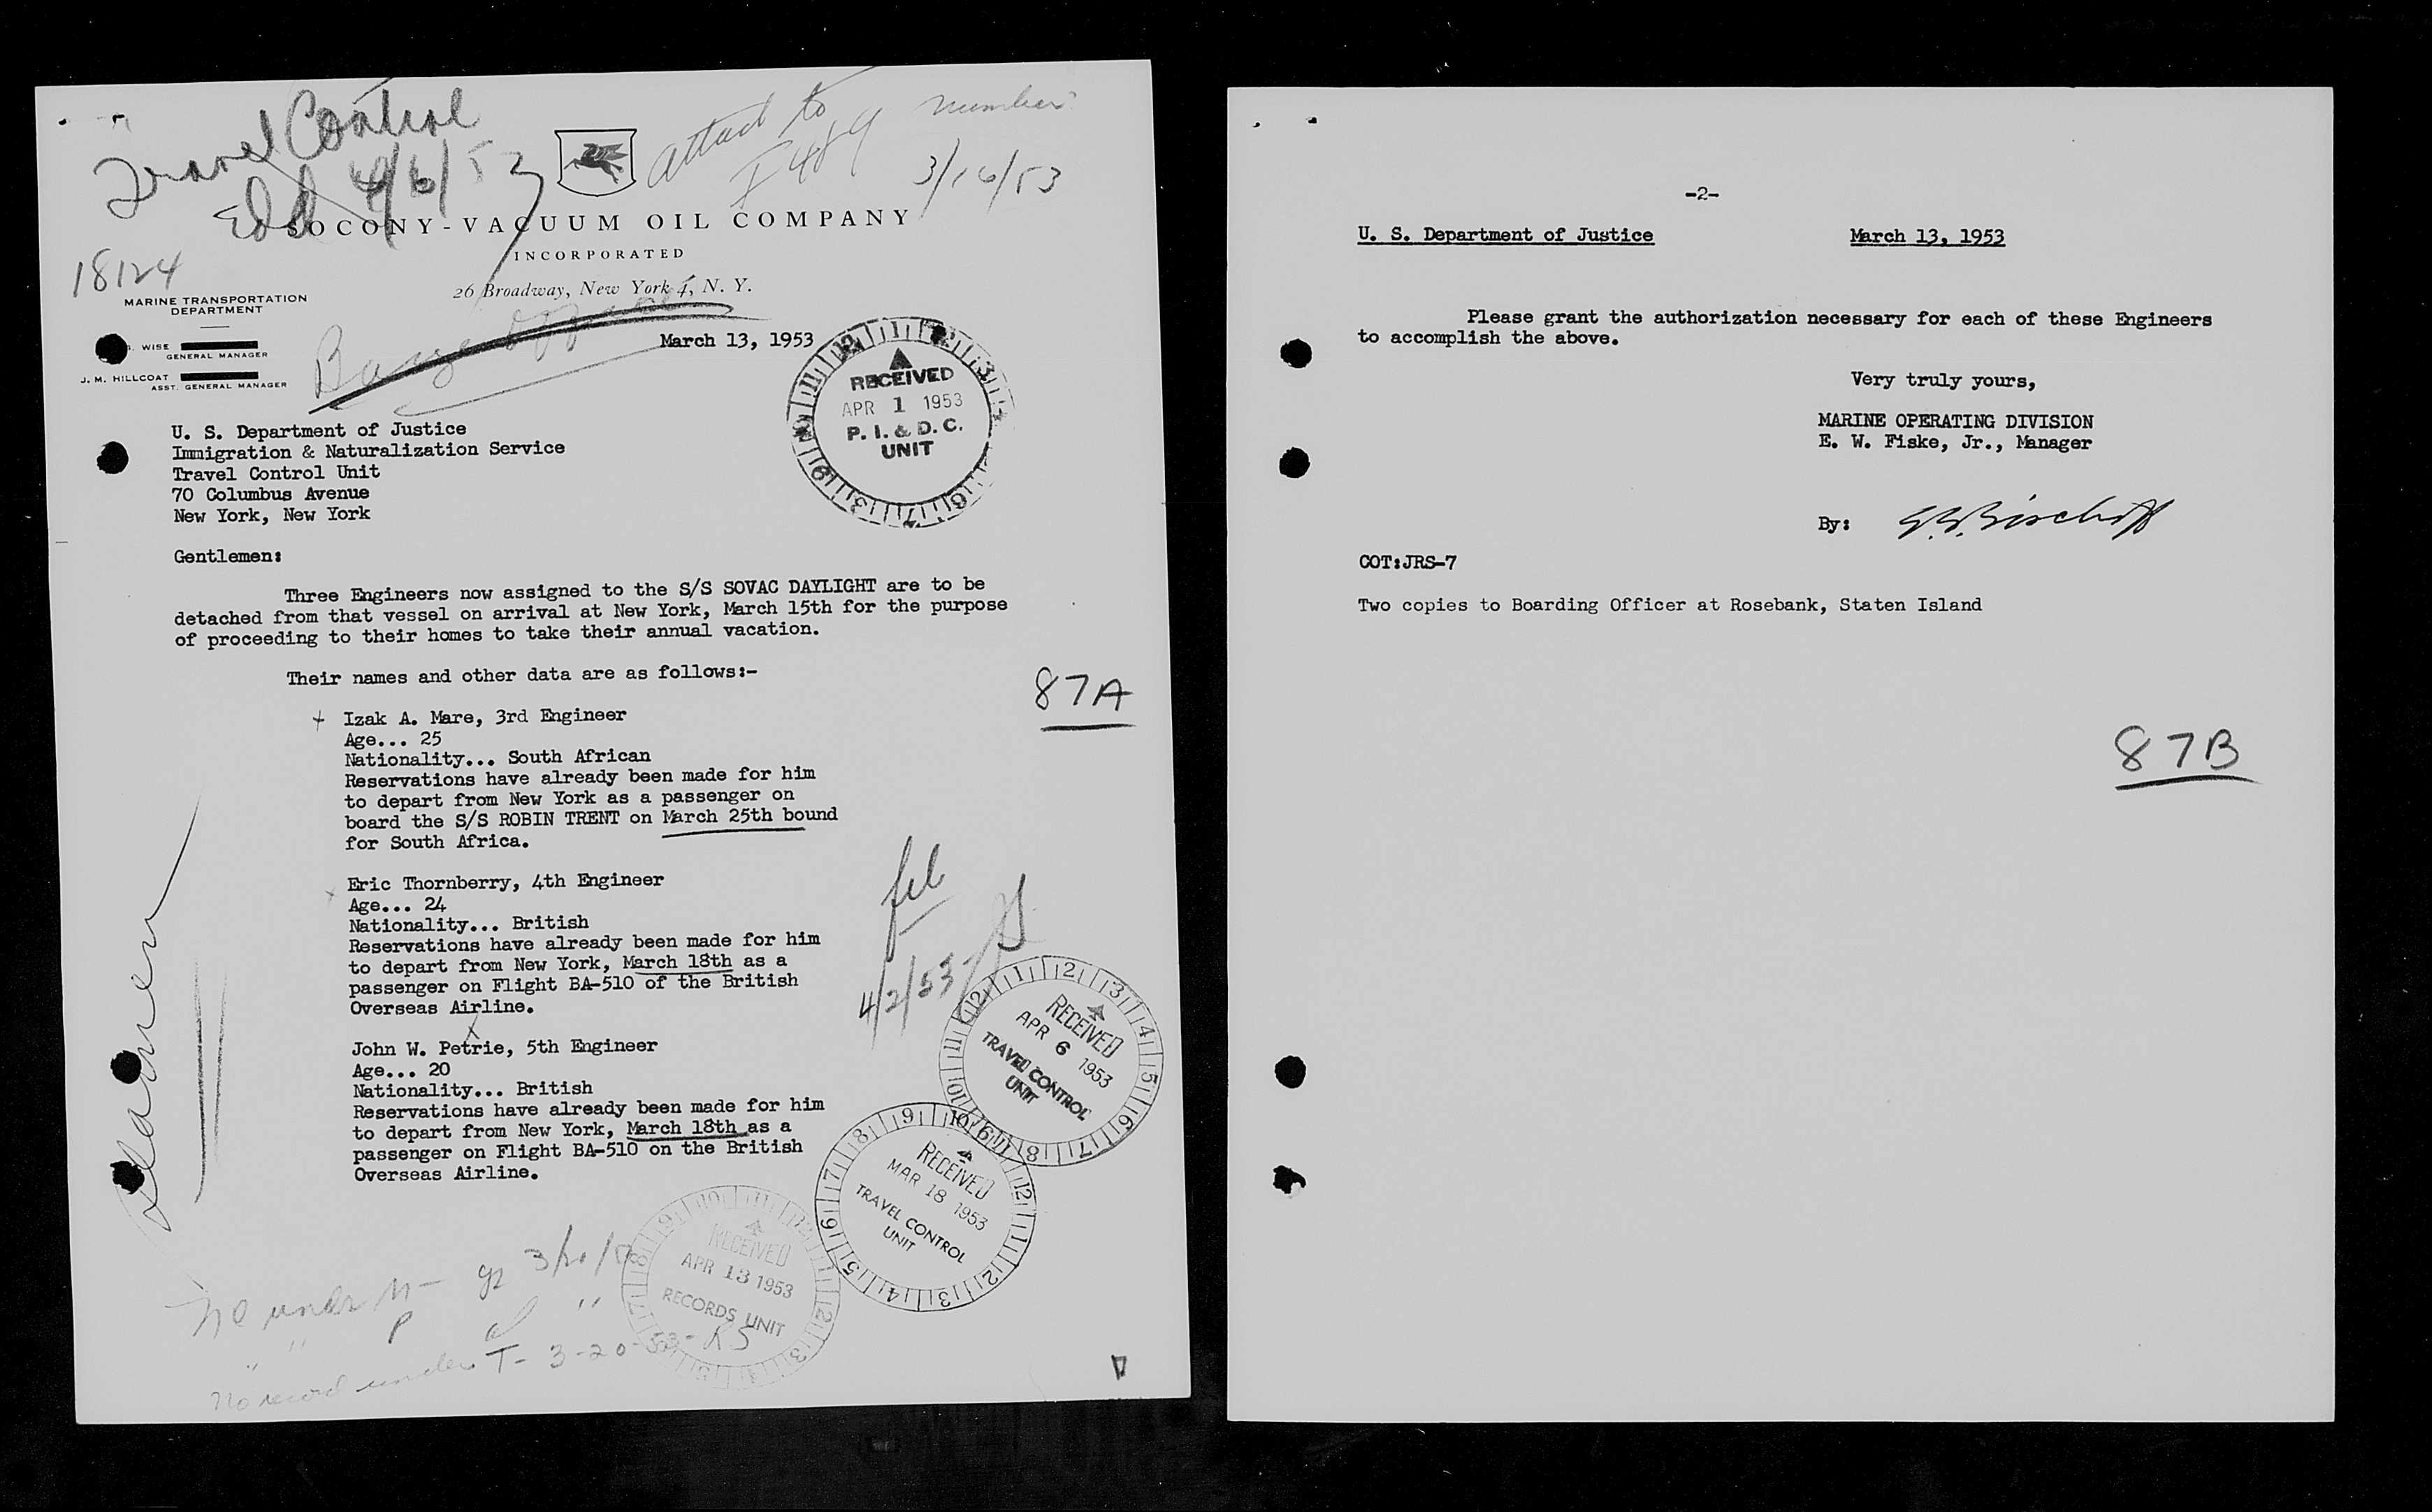 Travel Control
4/6/53
attach to number
I 489
3/16/53
SOCONY-VACUUM OIL COMPANY
INCORPORATED
26 Broadway, New York 4, N. Y.
18124
MARINE TRANSPORTATION
DEPARTMENT
WISE
GENERAL MANAGER
J. M. HILLCOAT
ASST. GENERAL MANAGER
March 13, 1953
RECEIVED
APR 1 1953
P. I. & D. C.
UNIT
U. S. Department of Justice
Immigration & Naturalization Service
Travel Control Unit
70 Columbus Avenue
New York, New York
Gentlemen:
Three Engineers now assigned to the S/S SOVAC DAYLIGHT are to be
detached from that vessel on arrival at New York, March 15th for the purpose
of proceeding to their homes to take their annual vacation.
Their names and other data are as follows:-
87A
Izak A. Mare, 3rd Engineer
Age... 25
Nationality... South African
Reservations have already been made for him
to depart from New York as a passenger on
board the S/S ROBIN TRENT on March 25th bound
for South Africa.
Eric Thornberry, 4th Engineer
Age... 24
Nationality... British
Reservations have already been made for him
to depart from New York, March 18th as a
passenger on Flight BA-510 of the British
Overseas Airline.
4/2/53
John W. Petrie, 5th Engineer
Age... 20
Nationality... British
Reservations have already been made for him
to depart from New York, March 18th as a
passenger on Flight BA-510 on the British
Overseas Airline.
Seamen
RECEIVED
APR 6 1953
TRAVEL CONTROL
UNIT
RECEIVED
MAR 18 1953
TRAVEL CONTROL
UNIT
RECEIVED
APR 13 1953
RECORDS UNIT
No record under T- 3-20-53- RS
-2-
U. S. Department of Justice March 13, 1953
Please grant the authorization necessary for each of these Engineers
to accomplish the above.
Very truly yours,
MARINE OPERATING DIVISION
E. W. Fiske, Jr., Manager
By:
COT:JRS-7
Two copies to Boarding Officer at Rosebank, Staten Island
87B